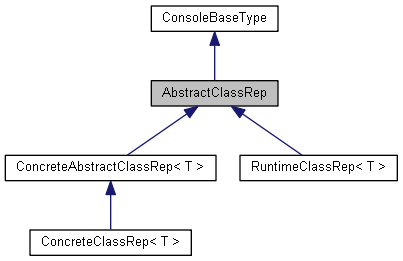 ConsoleBaseType
AbstractClassRep
ConcreteAbstractClassRep< T >
RuntimeClassRep< T >
ConcreteClassRep< T >